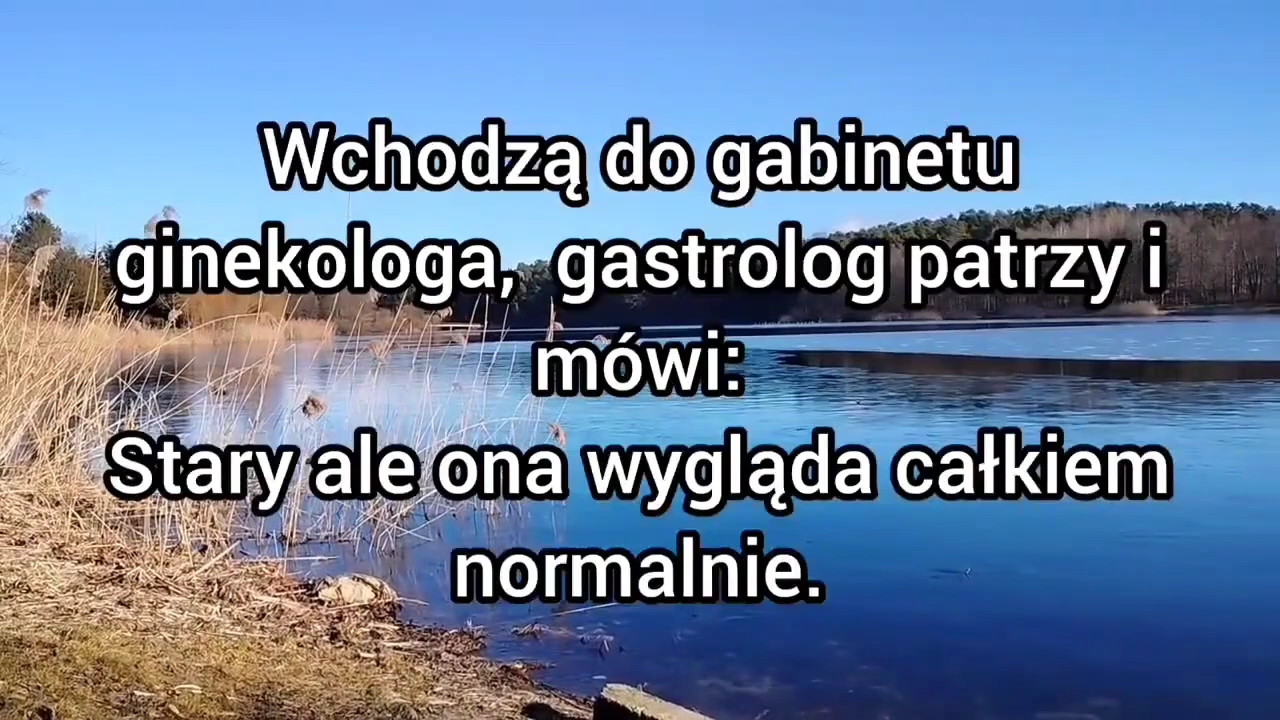 Wchodzą do gabinetu
ginekologa,  gastrolog patrzy i
mówi:
Stary ale ona wygląda całkiem
normalnie.